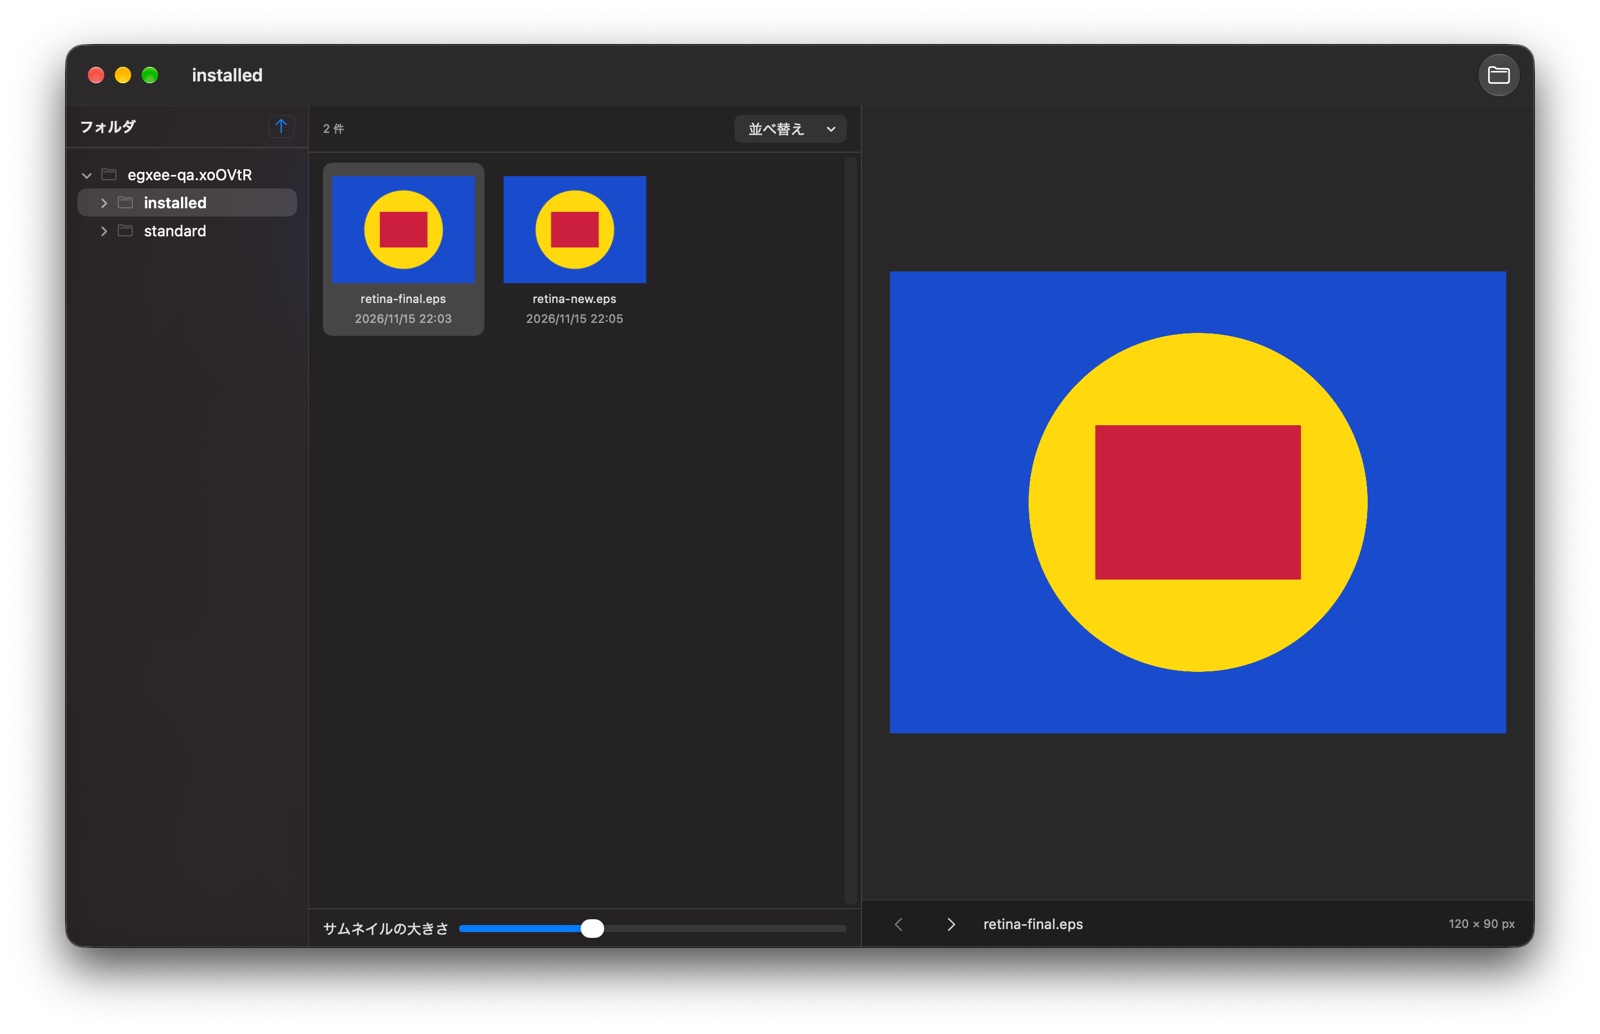 installed
フォルダ
egxee-qa.xoOVtR
installed
standard
2 件
並べ替え
retina-final.eps
2026/11/15 22:03
retina-new.eps
2026/11/15 22:05
サムネイルの大きさ
retina-final.eps
120 × 90 px